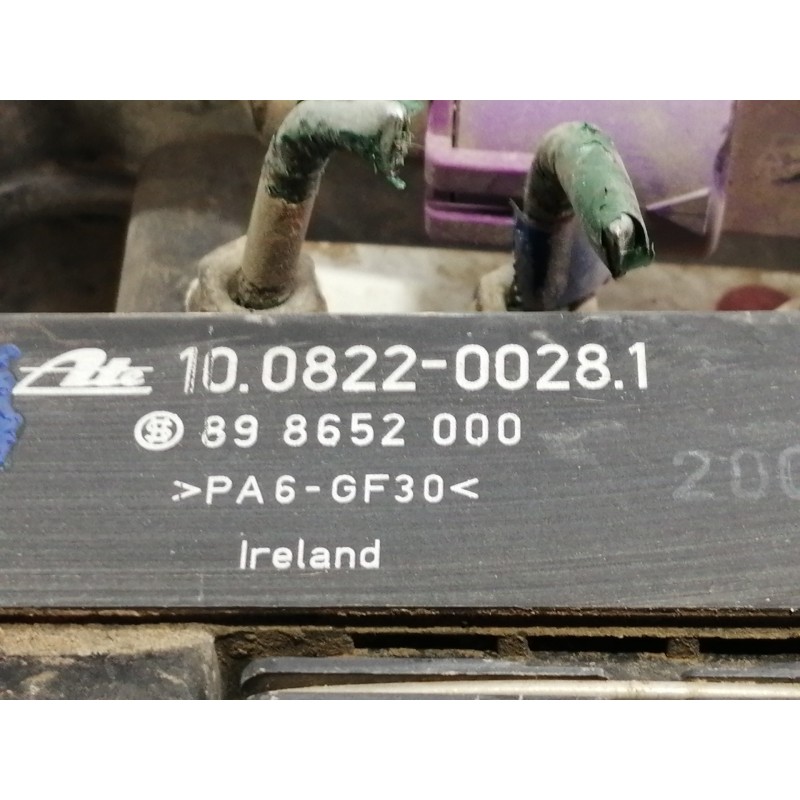 Ate 10.0822-0028.1
89 8652 000
>PA6-GF30<
200
Ireland